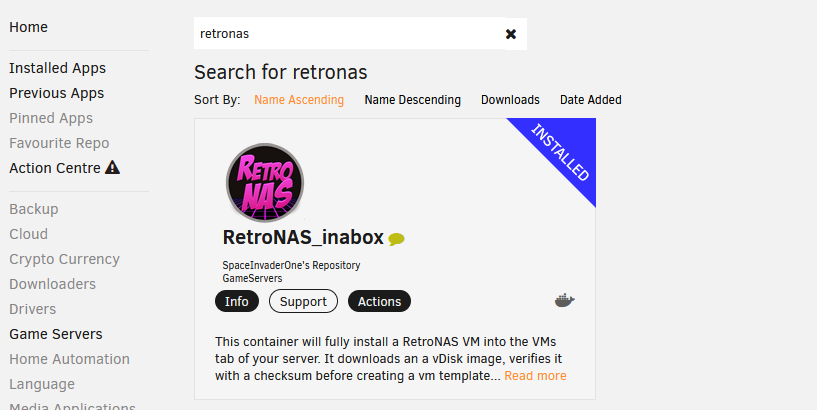 Home
Installed Apps
Previous Apps
Pinned Apps
Favourite Repo
Action Centre
Backup
Cloud
Crypto Currency
Downloaders
Drivers
Game Servers
Home Automation
Language
Media Applications
retronas
Search for retronas
Sort By: Name Ascending Name Descending Downloads Date Added
INSTALLED
RETRO
NAS
RetroNAS_inabox
SpaceInvaderOne's Repository
GameServers
Info Support Actions
This container will fully install a RetroNAS VM into the VMs
tab of your server. It downloads an a vDisk image, verifies it
with a checksum before creating a vm template... Read more